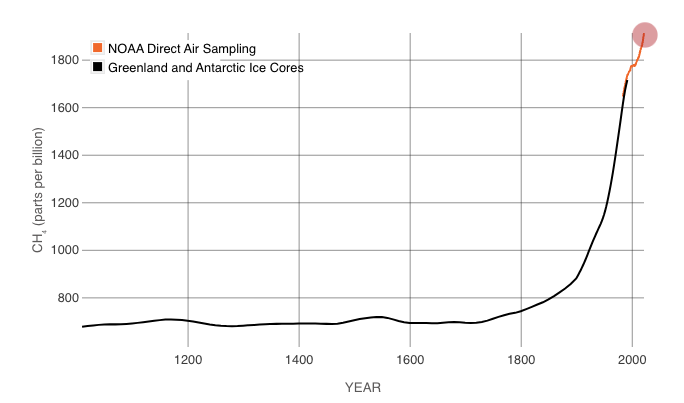 NOAA Direct Air Sampling
Greenland and Antarctic Ice Cores
1800
1600
1400
1200
1000
800
CH₄ (parts per billion)
1200 1400 1600 1800 2000
YEAR